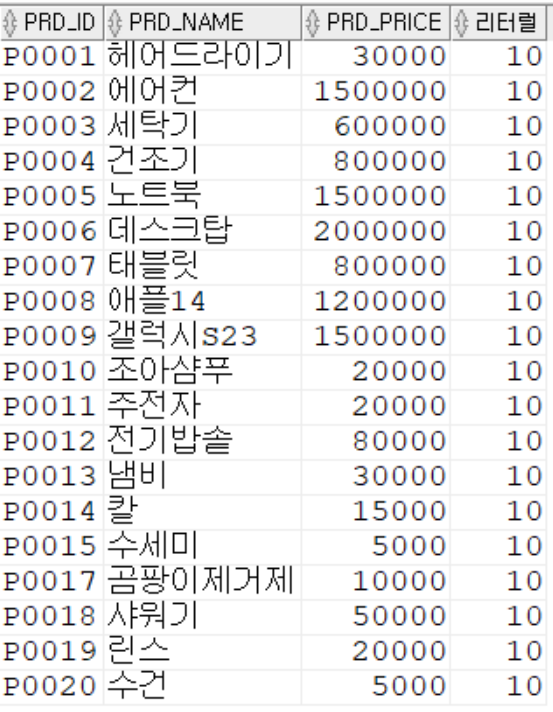 PRD_ID PRD_NAME PRD_PRICE 리터럴
P0001 헤어드라이기 30000 10
P0002 에어컨 1500000 10
P0003 세탁기 600000 10
P0004 건조기 800000 10
P0005 노트북 1500000 10
P0006 데스크탑 2000000 10
P0007 태블릿 800000 10
P0008 애플14 1200000 10
P0009 갤럭시S23 1500000 10
P0010 조아샴푸 20000 10
P0011 주전자 20000 10
P0012 전기밥솥 80000 10
P0013 냄비 30000 10
P0014 칼 15000 10
P0015 수세미 5000 10
P0017 곰팡이제거제 10000 10
P0018 샤워기 50000 10
P0019 린스 20000 10
P0020 수건 5000 10